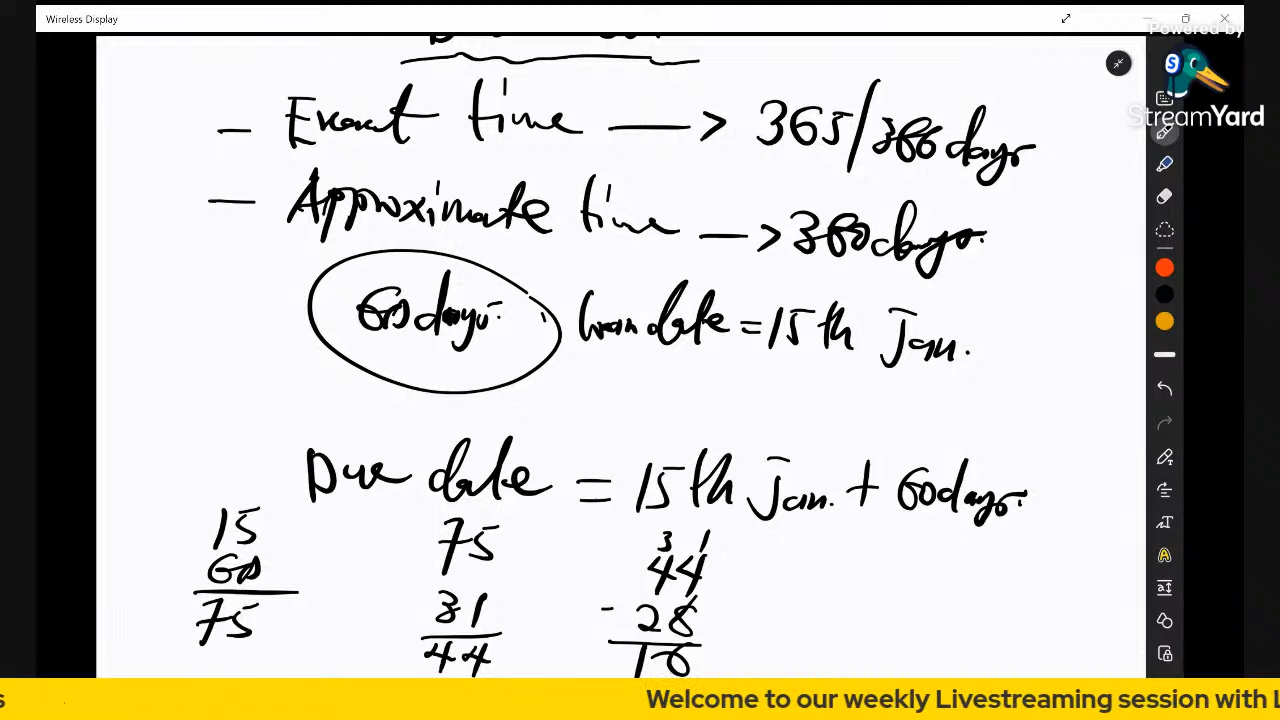 Wireless Display
Powered by
S
StreamYard
— Exact time —> 365/366 days
— Approximate time —> 360 days.
60 days. loan date = 15th Jan.
Due date = 15th Jan. + 60 days.
15
60
75
75
31
44
3 1
44
- 28
16
s
Welcome to our weekly Livestreaming session with L